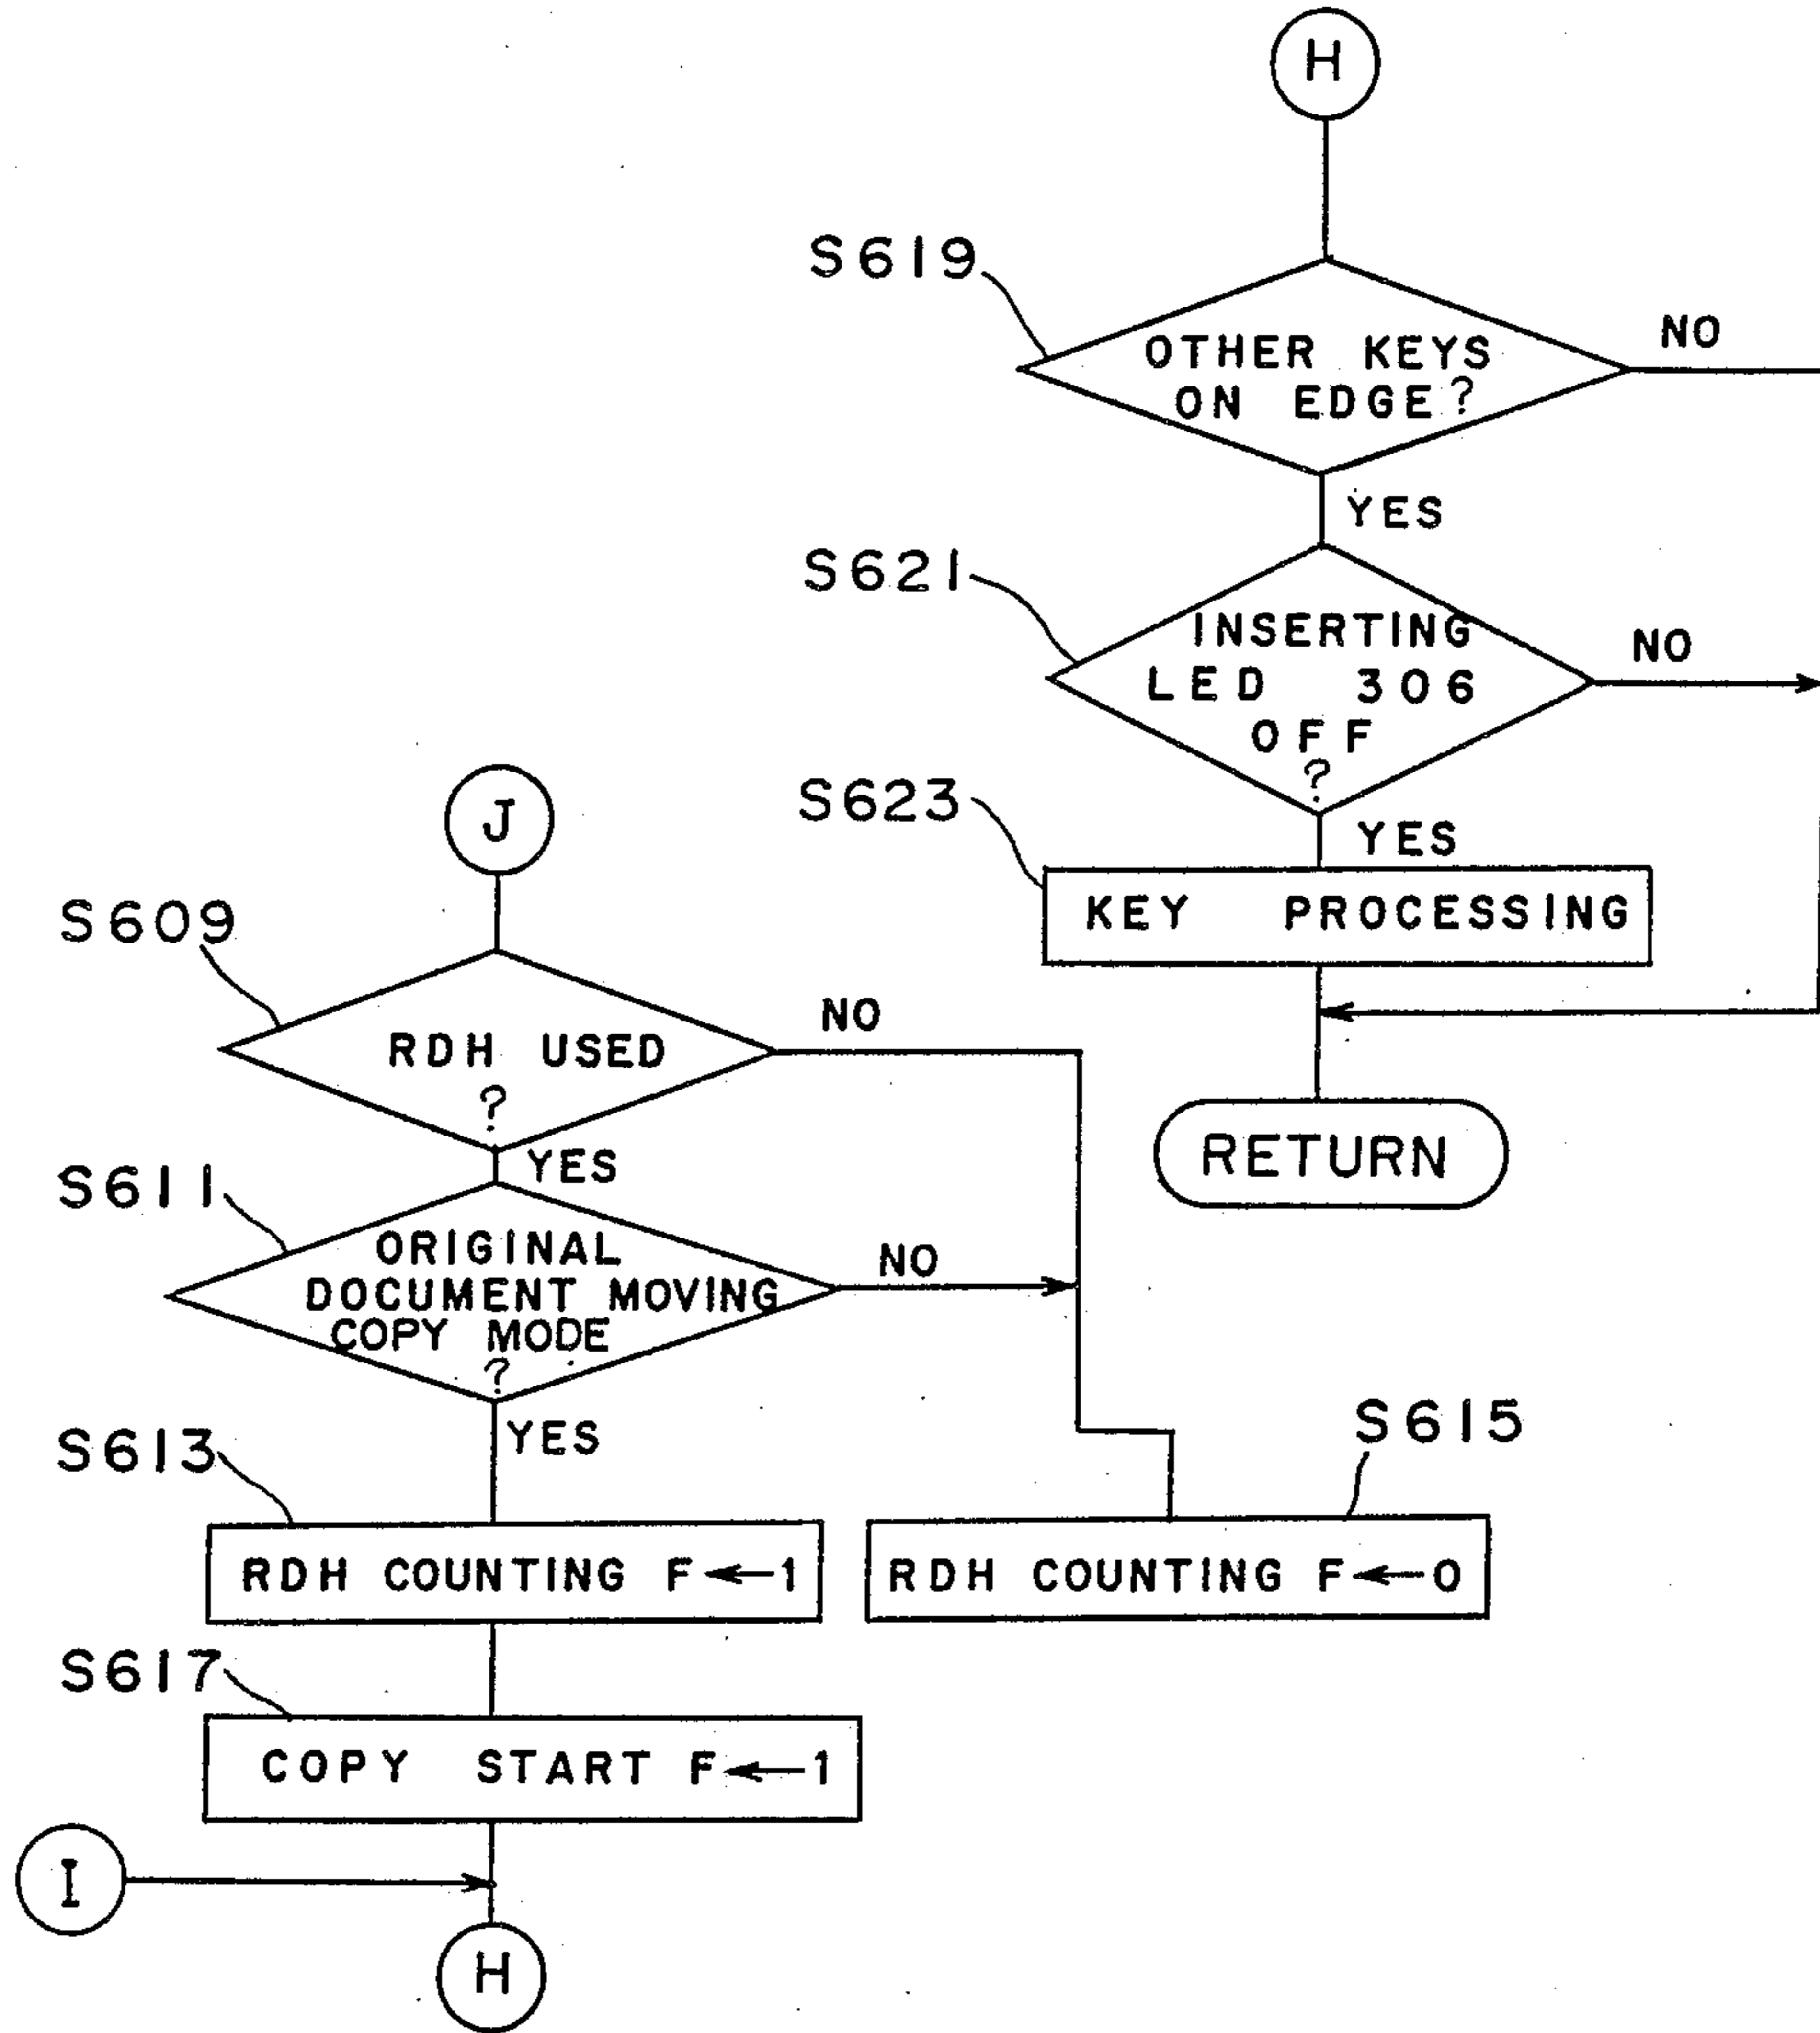 J
S609
RDH USED
?
NO
YES
S611
ORIGINAL
DOCUMENT MOVING
COPY MODE
?
NO
YES
S613
RDH COUNTING F←1
S615
RDH COUNTING F←0
S617
COPY START F←1
I
H
H
S619
OTHER KEYS
ON EDGE?
NO
YES
S621
INSERTING
LED 306
OFF
?
NO
YES
S623
KEY PROCESSING
RETURN